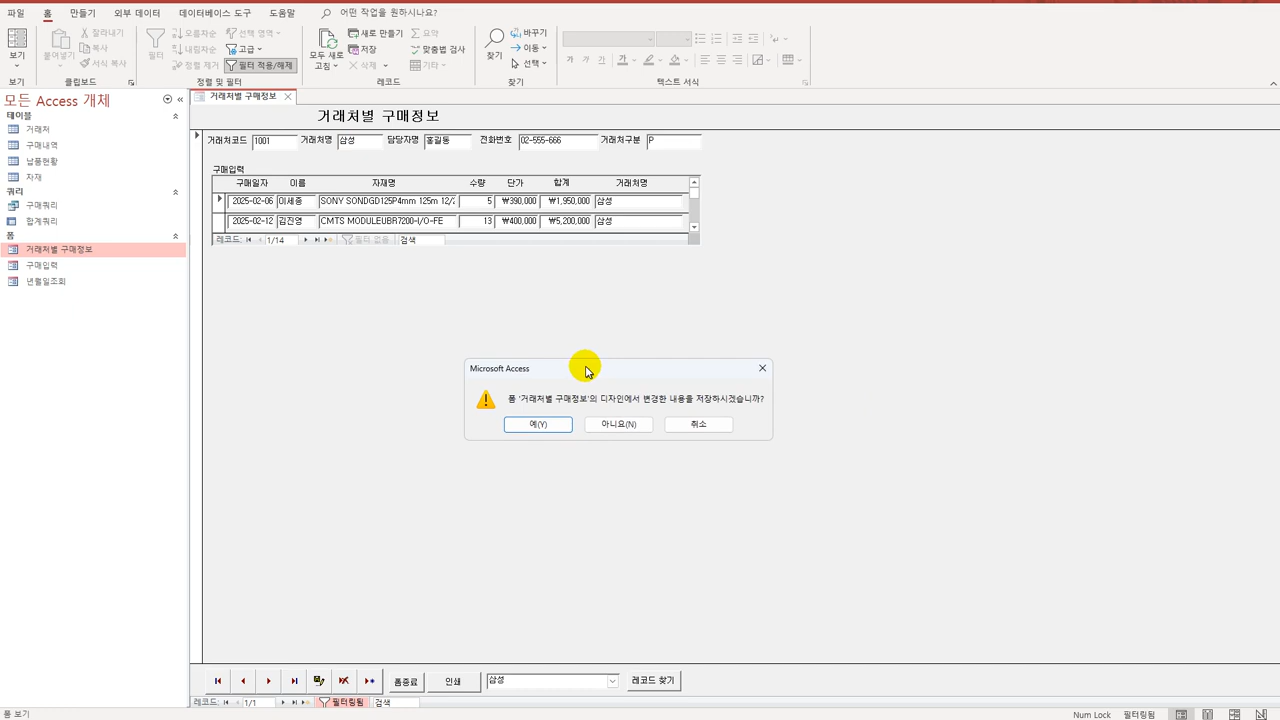 파일 홈 만들기 외부 데이터 데이터베이스 도구 도움말 어떤 작업을 원하시나요?
보기
보기
붙여넣기
잘라내기
복사
서식 복사
클립보드
필터
오름차순
내림차순
정렬 제거
선택 영역
고급
필터 적용/해제
정렬 및 필터
모두 새로 고침
새로 만들기
저장
삭제
요약
맞춤법 검사
기타
레코드
찾기
바꾸기
이동
선택
찾기
가 가 가 가
텍스트 서식
모든 Access 개체
테이블
거래처
구매내역
납품현황
자재
쿼리
구매쿼리
합계쿼리
폼
거래처별 구매정보
구매입력
년월일조회
거래처별 구매정보
거래처별 구매정보
거래처코드 1001 거래처명 삼성 담당자명 홍길동 전화번호 02-555-666 거래처구분 P
구매입력
구매일자 이름 자재명 수량 단가 합계 거래처명
2025-02-06 이세종 SONY SONDGD125P4mm 125m 12/2 5 ₩390,000 ₩1,950,000 삼성
2025-02-12 김진영 CMTS MODULEUBR7200-I/O-FE 13 ₩400,000 ₩5,200,000 삼성
레코드: 1/14 필터 없음 검색
Microsoft Access
폼 '거래처별 구매정보'의 디자인에서 변경한 내용을 저장하시겠습니까?
예(Y) 아니요(N) 취소
폼종료 인쇄 삼성 레코드 찾기
레코드: 1/1 필터링됨 검색
폼 보기 Num Lock 필터링됨